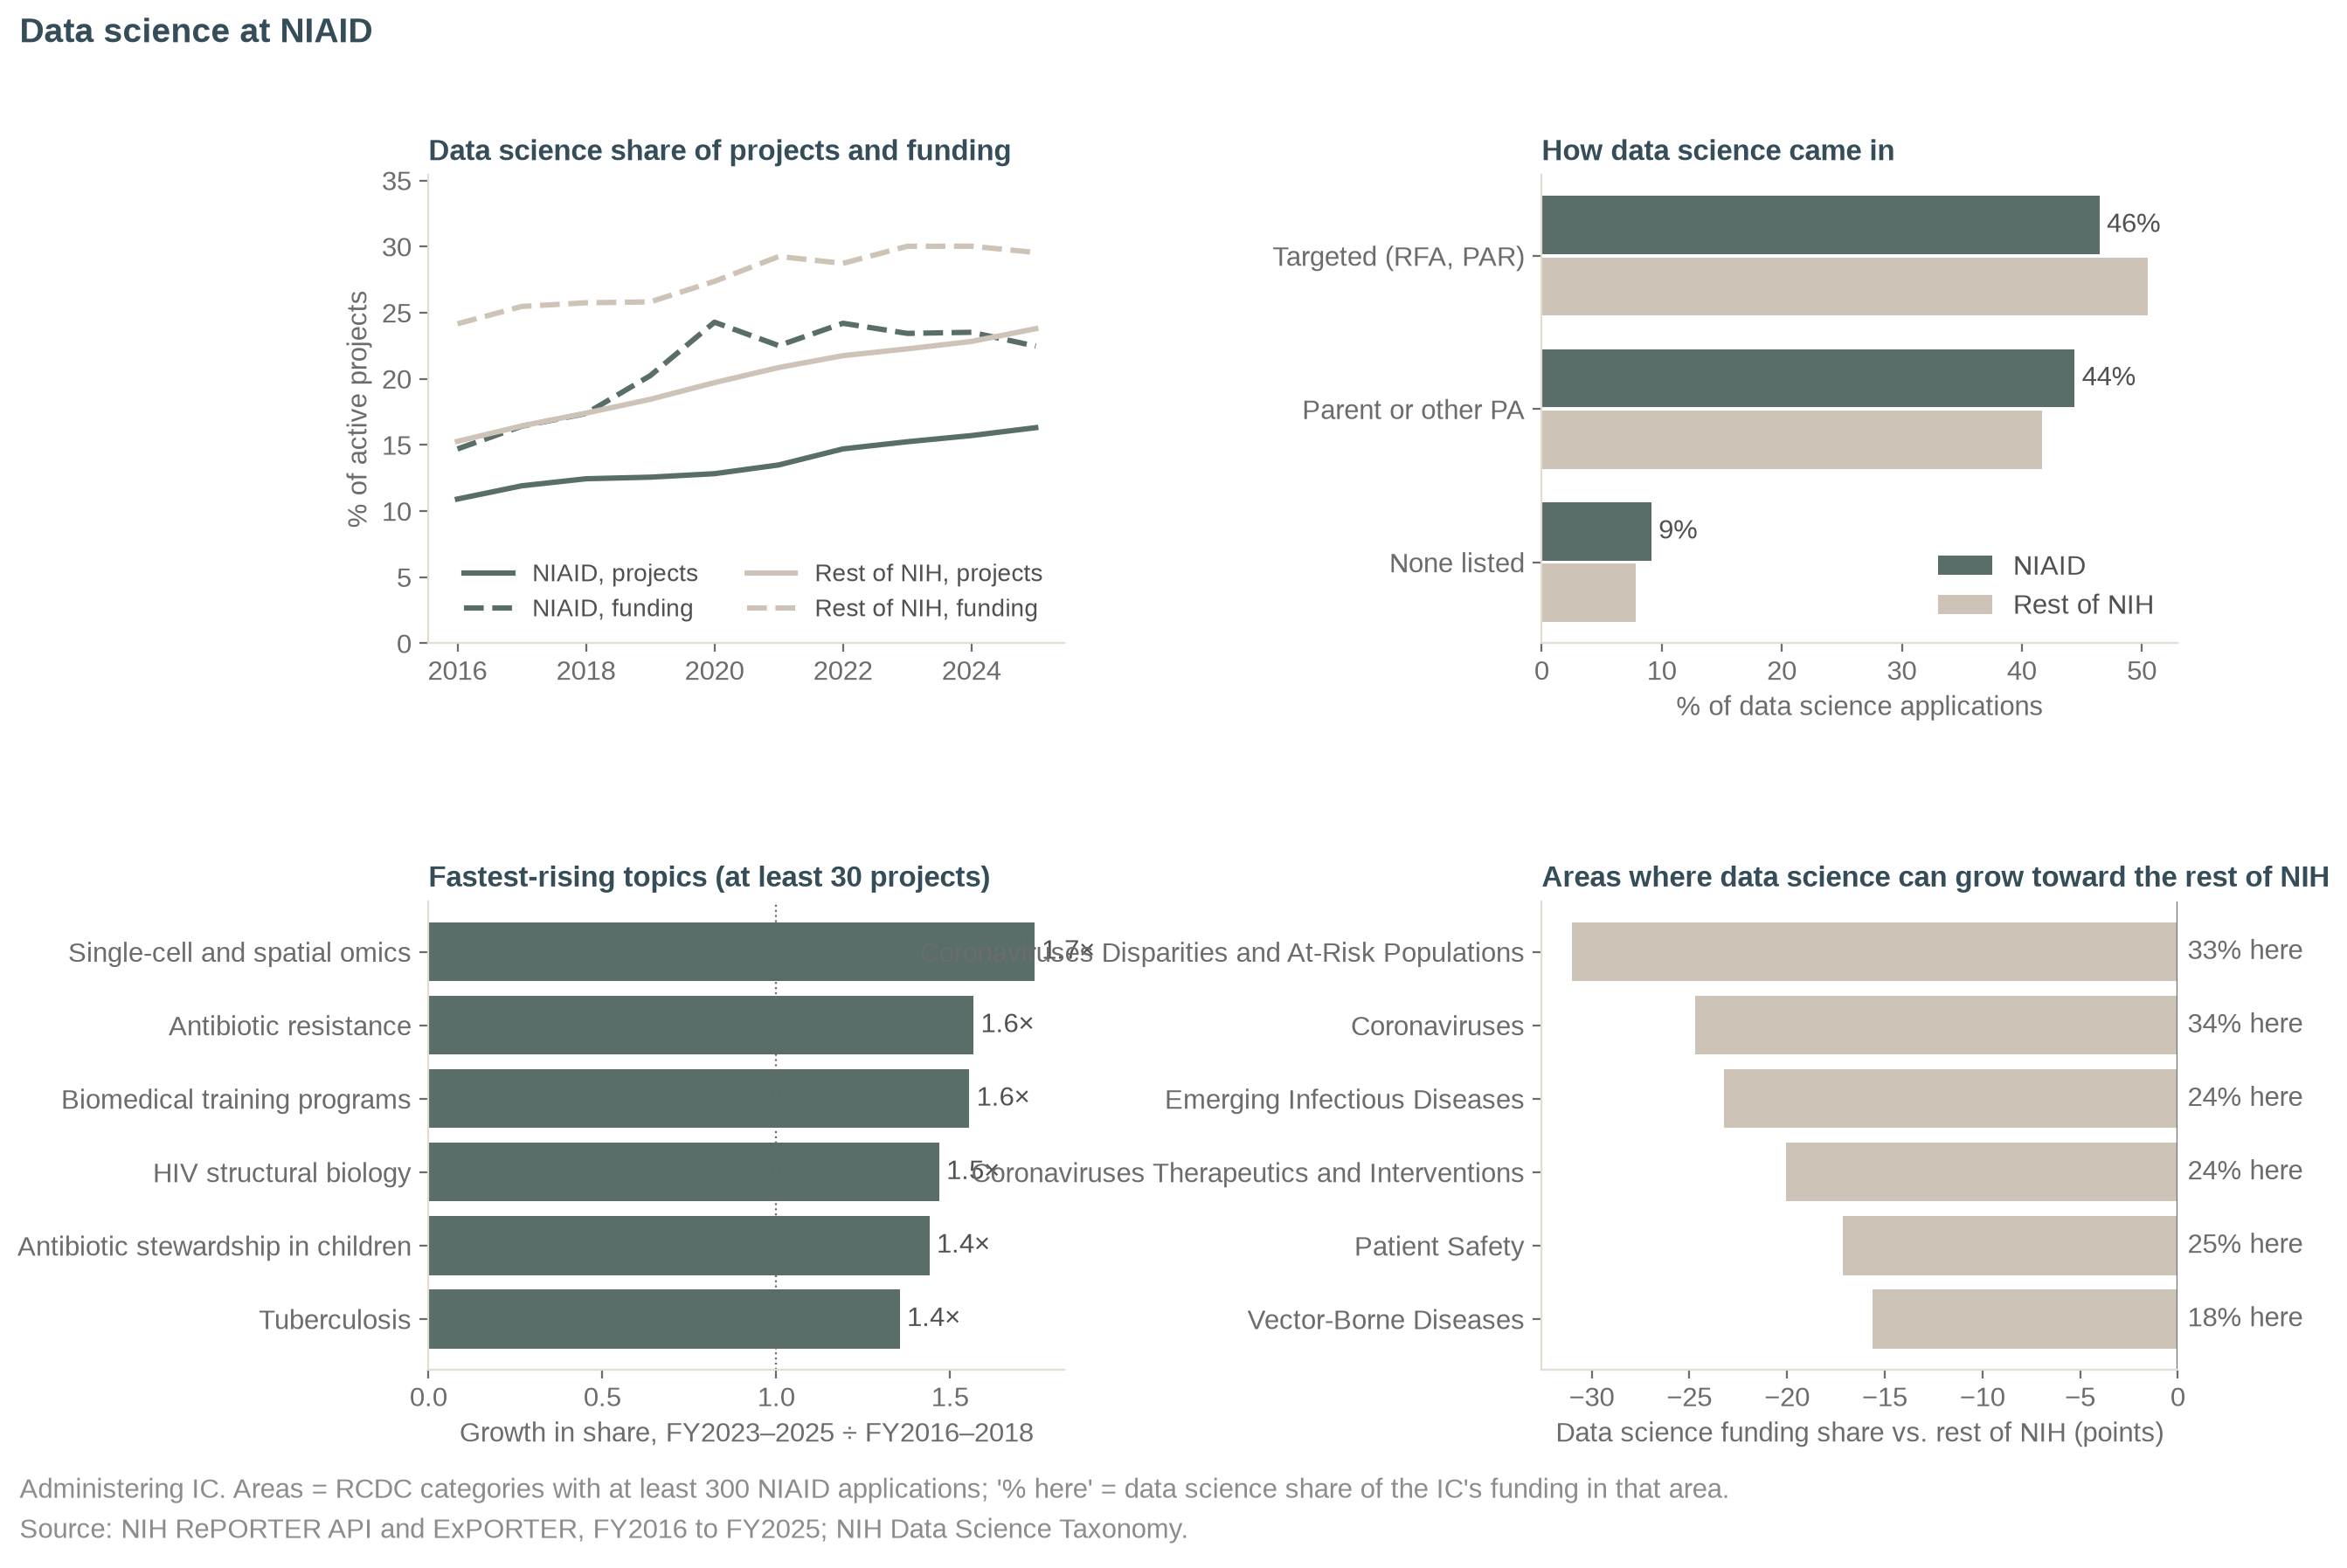 Data science at NIAID
Data science share of projects and funding
35
30
25
20
15
10
5
0
% of active projects
NIAID, projects
NIAID, funding
Rest of NIH, projects
Rest of NIH, funding
2016 2018 2020 2022 2024
How data science came in
Targeted (RFA, PAR)
46%
Parent or other PA
44%
None listed
9%
NIAID
Rest of NIH
0 10 20 30 40 50
% of data science applications
Fastest-rising topics (at least 30 projects)
Single-cell and spatial omics 1.7×
Antibiotic resistance 1.6×
Biomedical training programs 1.6×
HIV structural biology 1.5×
Antibiotic stewardship in children 1.4×
Tuberculosis 1.4×
0.0 0.5 1.0 1.5
Growth in share, FY2023–2025 ÷ FY2016–2018
Areas where data science can grow toward the rest of NIH
Coronaviruses Disparities and At-Risk Populations 33% here
Coronaviruses 34% here
Emerging Infectious Diseases 24% here
Coronaviruses Therapeutics and Interventions 24% here
Patient Safety 25% here
Vector-Borne Diseases 18% here
−30 −25 −20 −15 −10 −5 0
Data science funding share vs. rest of NIH (points)
Administering IC. Areas = RCDC categories with at least 300 NIAID applications; '% here' = data science share of the IC's funding in that area.
Source: NIH RePORTER API and ExPORTER, FY2016 to FY2025; NIH Data Science Taxonomy.